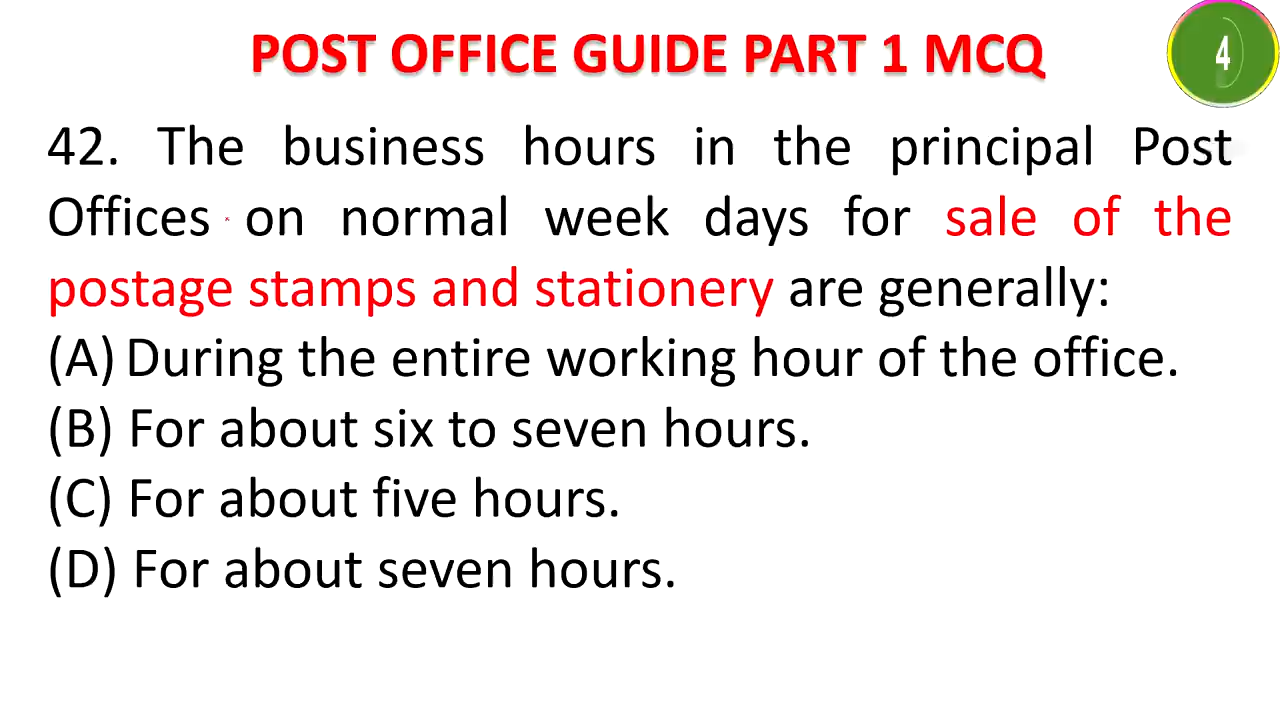 POST OFFICE GUIDE PART 1 MCQ
4
42. The business hours in the principal Post
Offices on normal week days for sale of the
postage stamps and stationery are generally:
(A) During the entire working hour of the office.
(B) For about six to seven hours.
(C) For about five hours.
(D) For about seven hours.